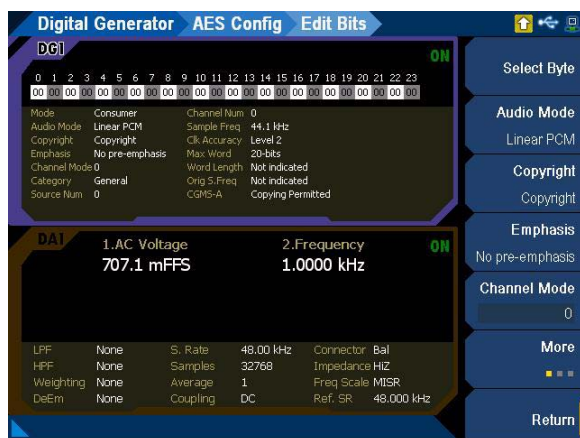 Digital Generator AES Config Edit Bits
DG1 ON
0 1 2 3 4 5 6 7 8 9 10 11 12 13 14 15 16 17 18 19 20 21 22 23
00 00 00 00 00 00 00 00 00 00 00 00 00 00 00 00 00 00 00 00 00 00 00 00
Mode Consumer Channel Num 0
Audio Mode Linear PCM Sample Freq 44.1 kHz
Copyright Copyright Clk Accuracy Level 2
Emphasis No pre-emphasis Max Word 20-bits
Channel Mode 0 Word Length Not indicated
Category General Orig S.Freq Not indicated
Source Num 0 CGMS-A Copying Permitted
DA1 1.AC Voltage 2.Frequency ON
707.1 mFFS 1.0000 kHz
LPF None S. Rate 48.00 kHz Connector Bal
HPF None Samples 32768 Impedance HiZ
Weighting None Average 1 Freq Scale MISR
DeEm None Coupling DC Ref. SR 48.000 kHz
Select Byte
Audio Mode
Linear PCM
Copyright
Copyright
Emphasis
No pre-emphasis
Channel Mode
0
More
Return